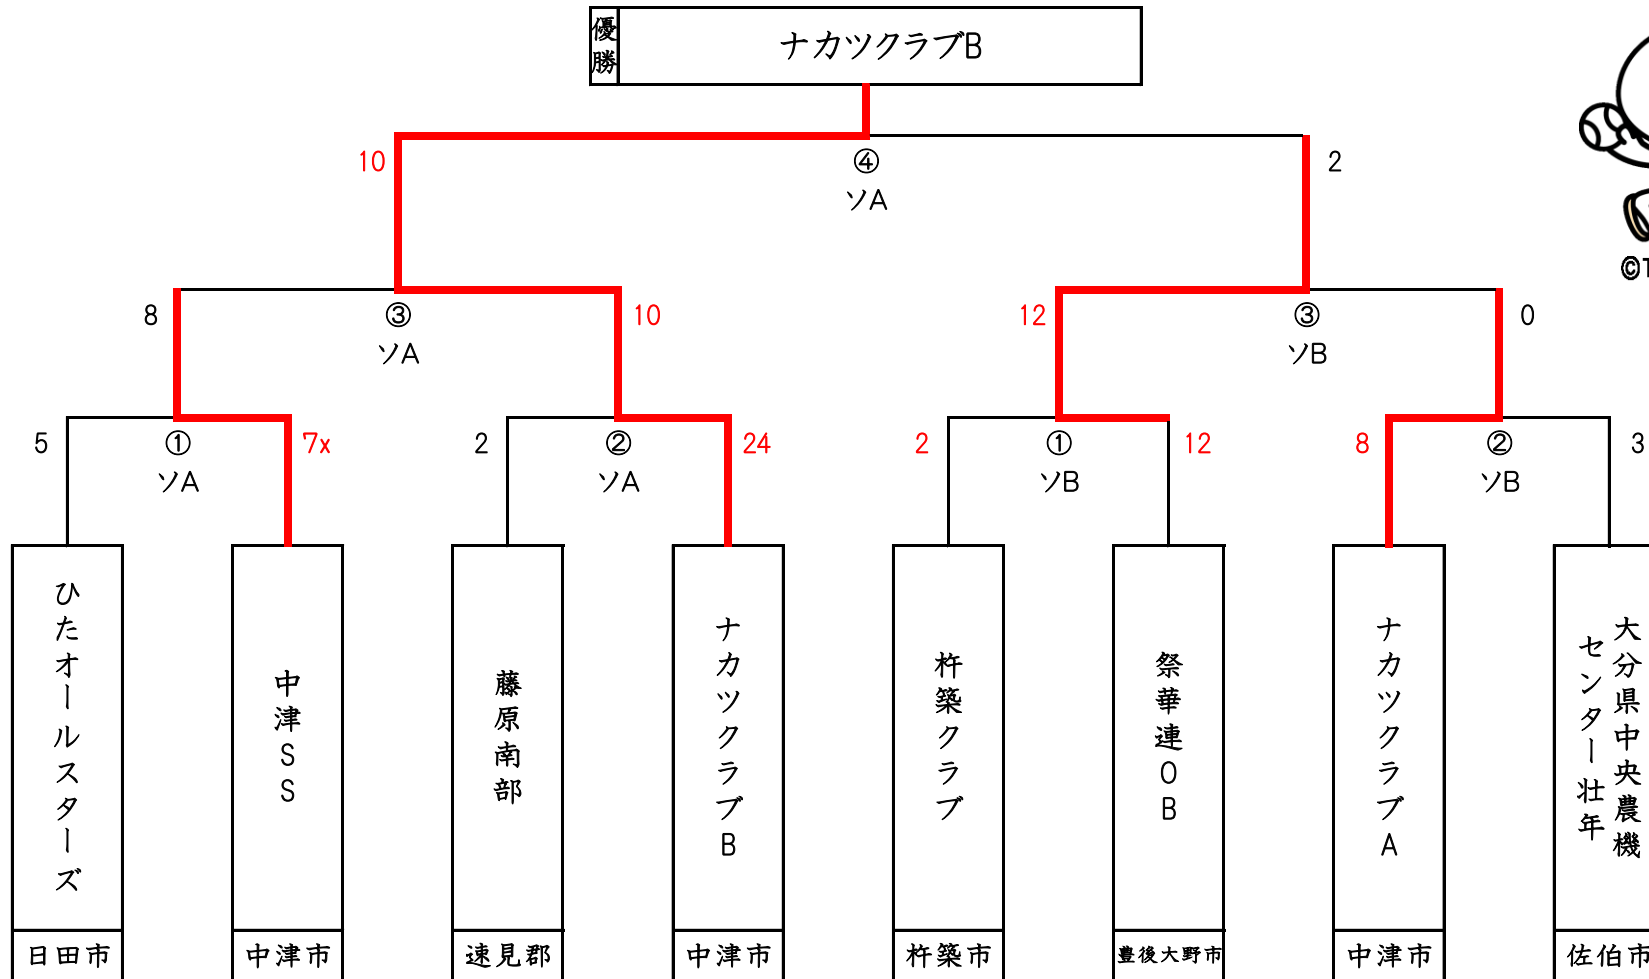 優勝
ナカツクラブB
10
④
2
ソA
©T
8
③
10
12
③
0
ソA
ソB
5
①
7x
2
②
24
2
①
12
8
②
3
ソA
ソA
ソB
ソB
ひたオールスターズ
中津SS
藤原南部
ナカツクラブB
杵築クラブ
祭華連OB
ナカツクラブA
大分県中央農機
センター壮年
日田市
中津市
速見郡
中津市
杵築市
豊後大野市
中津市
佐伯市